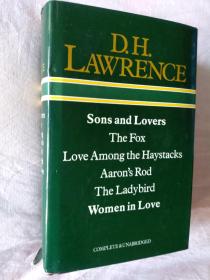 D.H.
LAWRENCE
Sons and Lovers
The Fox
Love Among the Haystacks
Aaron's Rod
The Ladybird
Women in Love
COMPLETE & UNABRIDGED